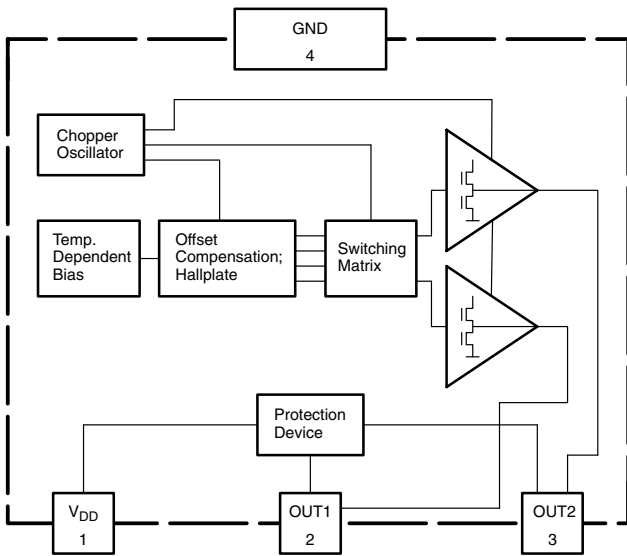 GND
4
Chopper
Oscillator
Temp.
Dependent
Bias
Offset
Compensation;
Hallplate
Switching
Matrix
Protection
Device
VDD
1
OUT1
2
OUT2
3